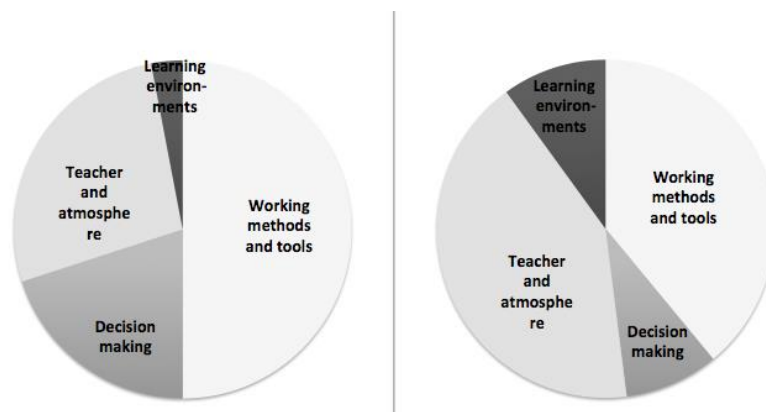 Learning
environ-
ments
Teacher
and
atmosphe
re
Working
methods
and tools
Decision
making
Learning
environ-
ments
Working
methods
and tools
Teacher
and
atmosphe
re
Decision
making